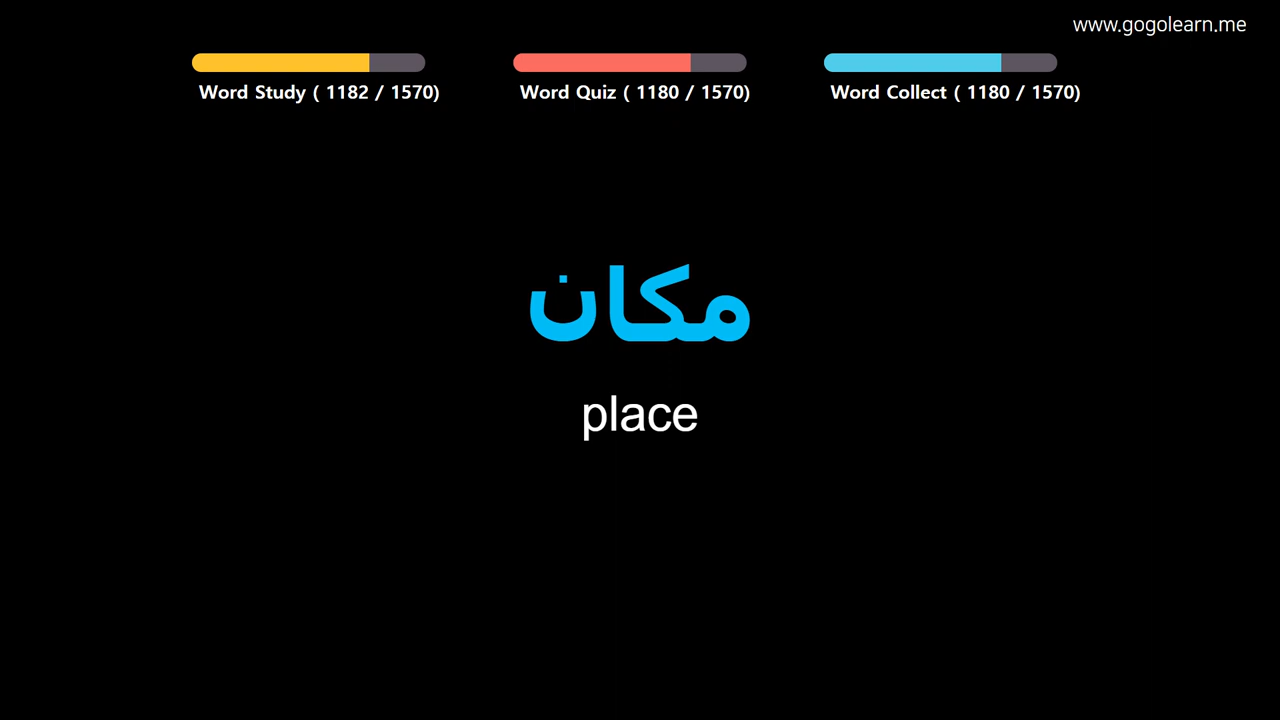 www.gogolearn.me
Word Study ( 1182 / 1570)
Word Quiz ( 1180 / 1570)
Word Collect ( 1180 / 1570)
مكان
place